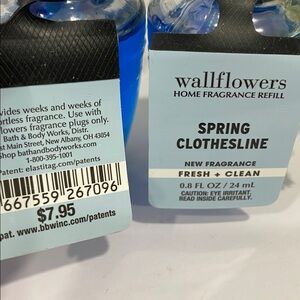 vides weeks and weeks of
ortless fragrance. Use with
lowers fragrance plugs only.
Bath & Body Works, Distr.
st Main Street, New Albany, OH 43054
Shop bathandbodyworks.com
1-800-395-1001
Patent: elastitag.com/patents
667559 267096
$7.95
pat. www.bbwinc.com/patents
wallflowers
HOME FRAGRANCE REFILL
SPRING
CLOTHESLINE
NEW FRAGRANCE
FRESH + CLEAN
0.8 FL OZ / 24 mL
CAUTION: EYE IRRITANT.
READ INSIDE CAREFULLY.